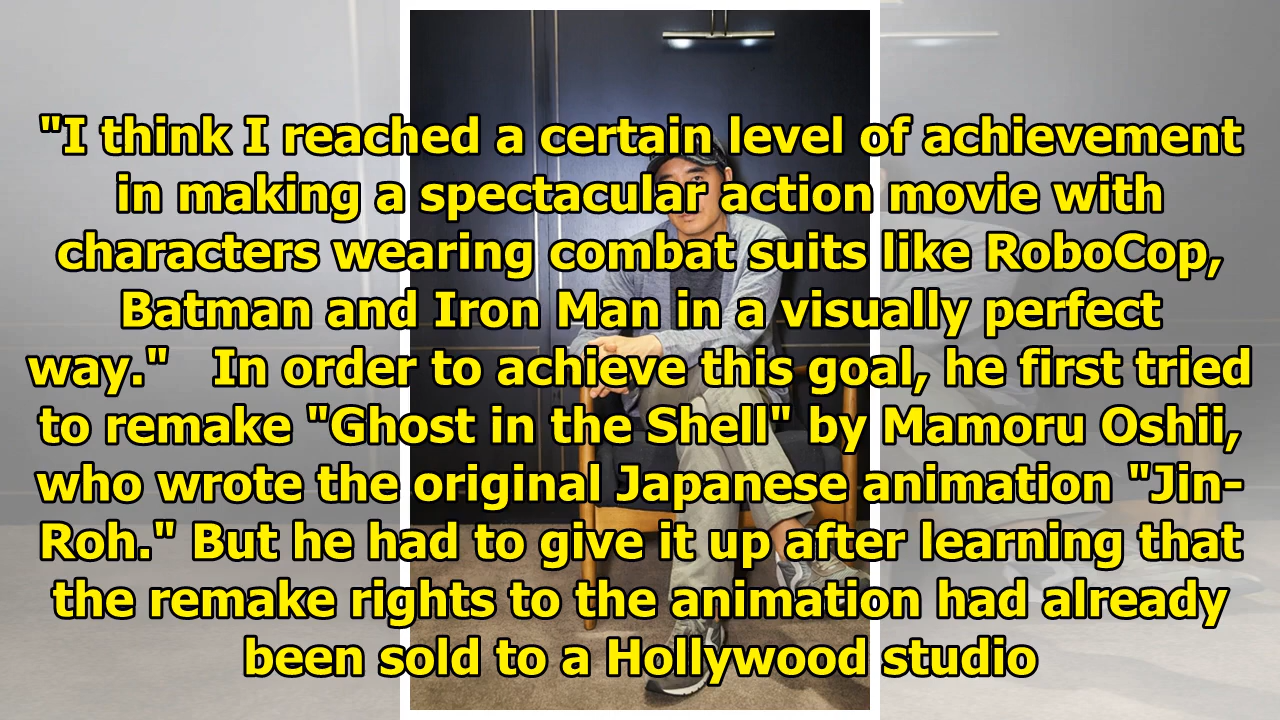 "I think I reached a certain level of achievement
in making a spectacular action movie with
characters wearing combat suits like RoboCop,
Batman and Iron Man in a visually perfect
way."   In order to achieve this goal, he first tried
to remake "Ghost in the Shell" by Mamoru Oshii,
who wrote the original Japanese animation "Jin-
Roh." But he had to give it up after learning that
the remake rights to the animation had already
been sold to a Hollywood studio